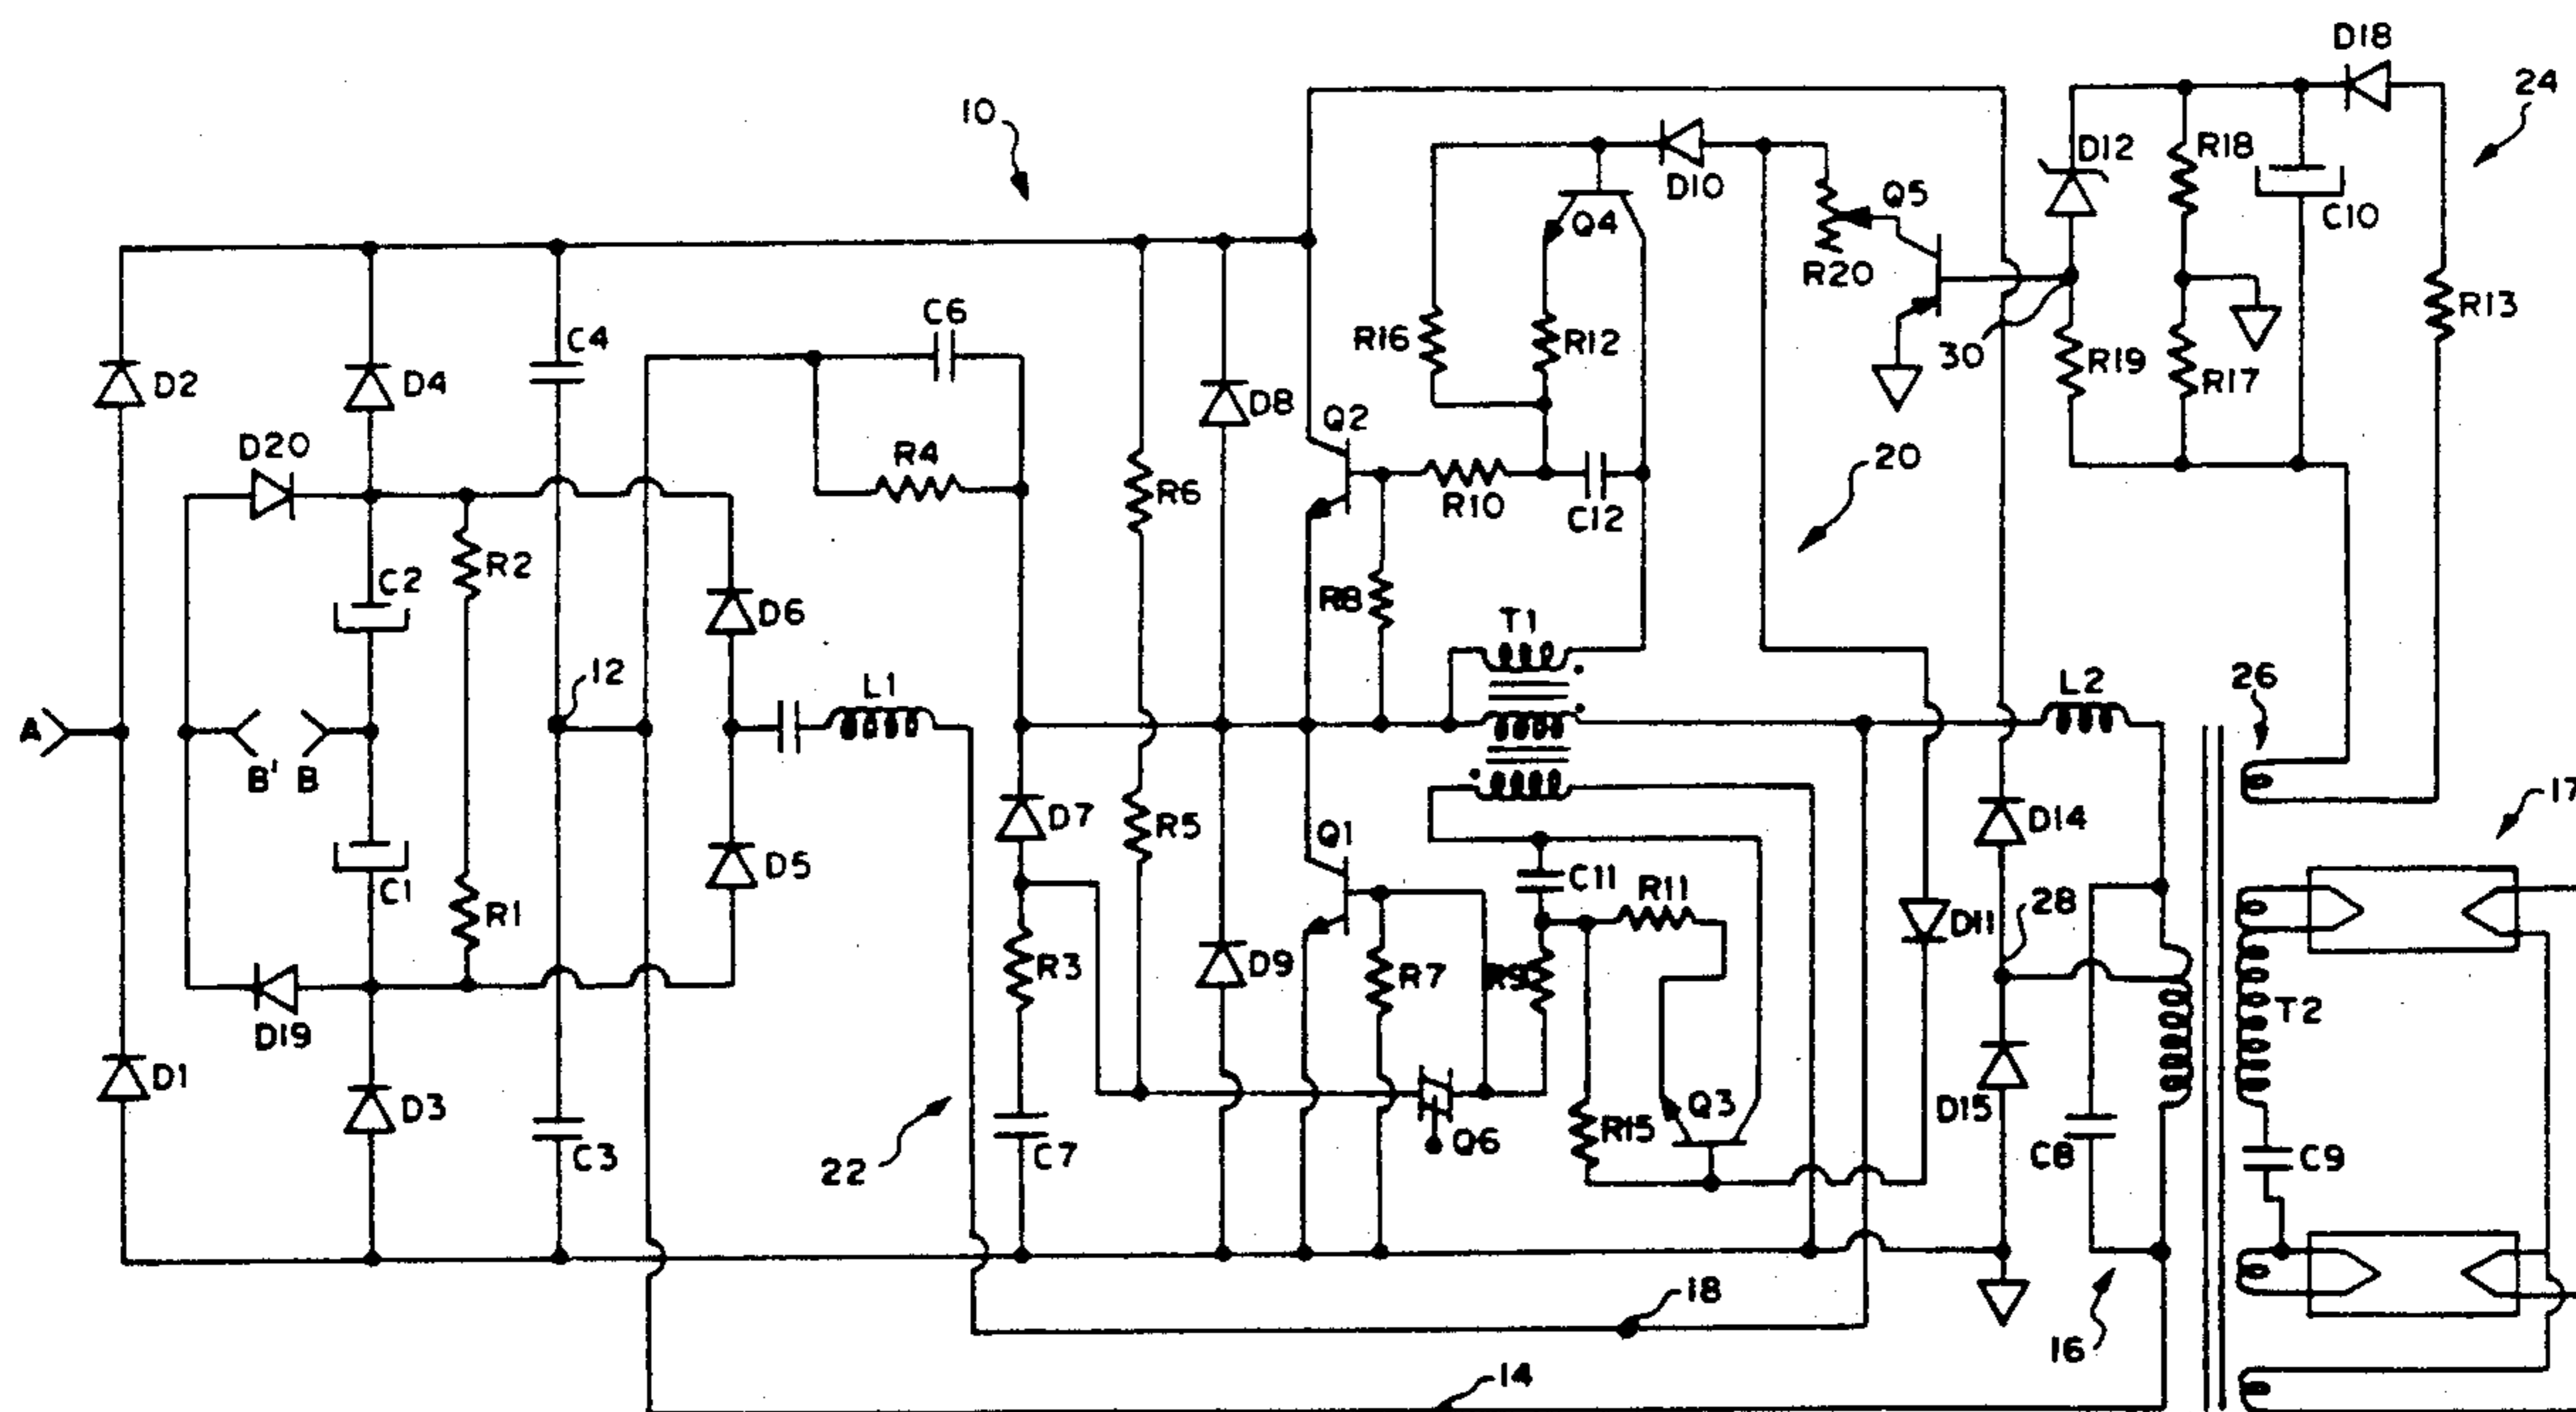 D18
24
10
D12
R18
D10
Q5
Q4
C10
R20
R13
C6
C4
R16
R12
30
R19
R17
D2
D4
D8
Q2
D20
R4
20
R6
R10
C12
R2
C2
R8
D6
T1
12
L1
L2
26
A
B'
B
17
D7
R5
Q1
D14
C1
D5
C11
R11
28
R1
D11
R3
D9
R7
R9
T2
D19
D1
D3
Q3
D15
R15
C3
22
C7
Q6
C8
C9
18
16
14